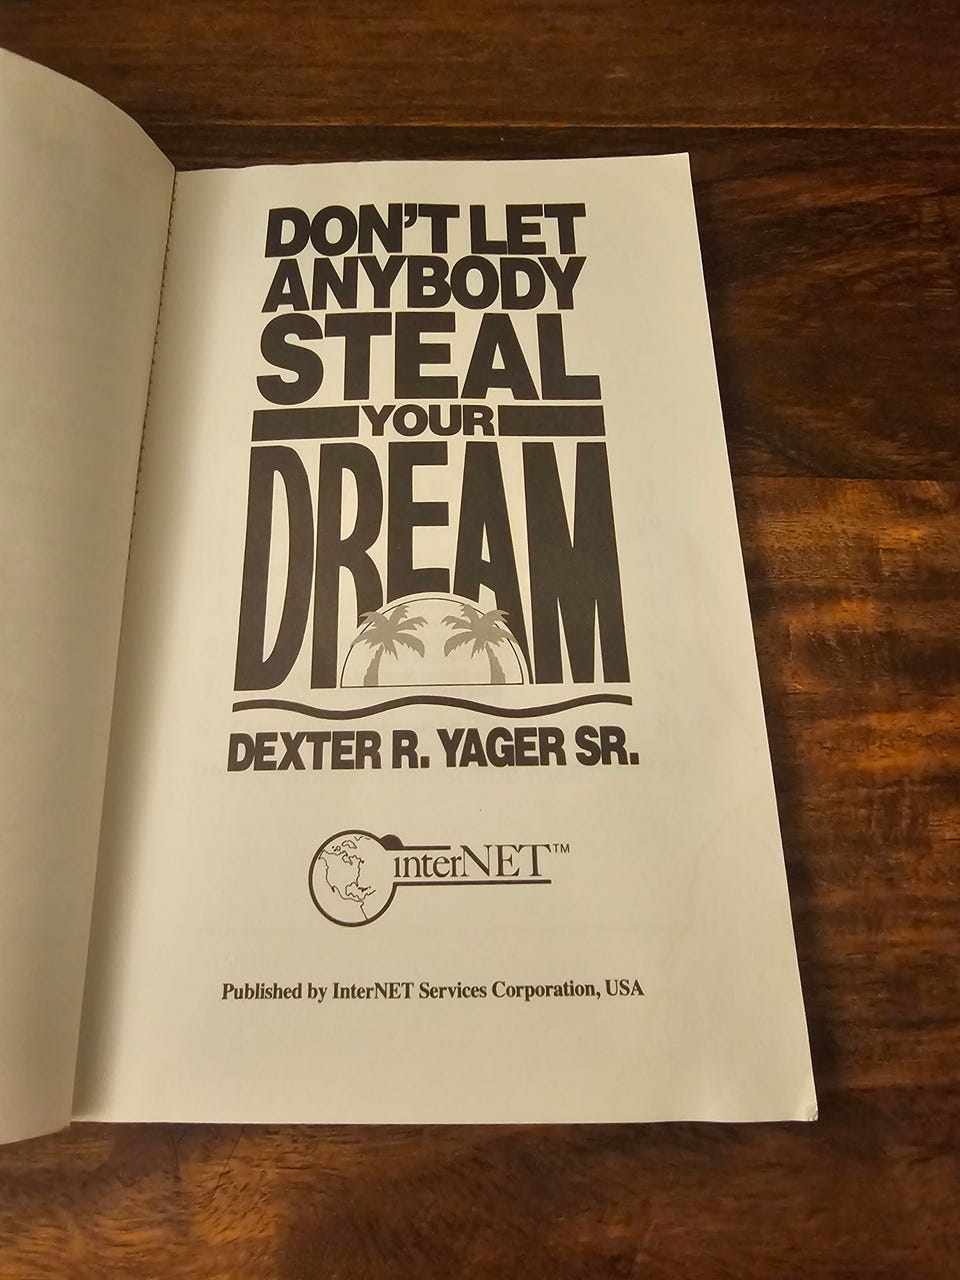 DON'T LET
ANYBODY
STEAL
YOUR
DREAM
DEXTER R. YAGER SR.
interNET™
Published by InterNET Services Corporation, USA